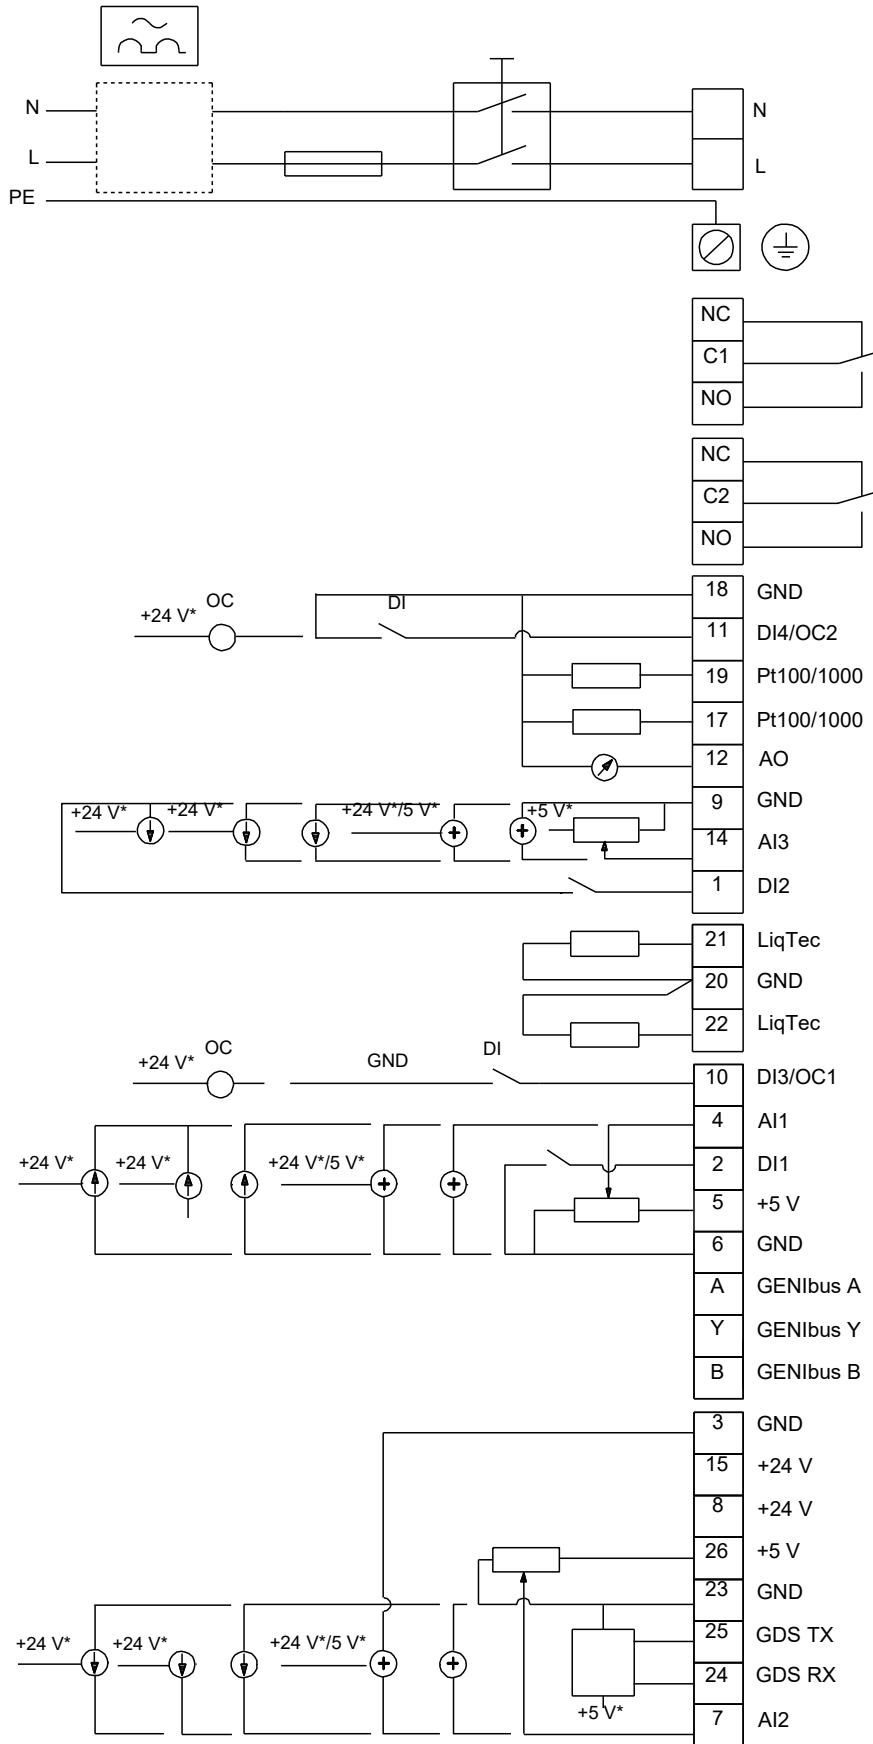 N N
L L
PE
NC
C1
NO
NC
C2
NO
18 GND
+24 V* OC DI
11 DI4/OC2
19 Pt100/1000
17 Pt100/1000
12 AO
9 GND
+24 V* +24 V* +24 V*/5 V* +5 V*
14 AI3
1 DI2
21 LiqTec
20 GND
22 LiqTec
+24 V* OC GND DI
10 DI3/OC1
4 AI1
+24 V* +24 V* +24 V*/5 V* 2 DI1
5 +5 V
6 GND
A GENIbus A
Y GENIbus Y
B GENIbus B
3 GND
15 +24 V
8 +24 V
26 +5 V
23 GND
25 GDS TX
+24 V* +24 V* +24 V*/5 V*
24 GDS RX
+5 V*
7 AI2